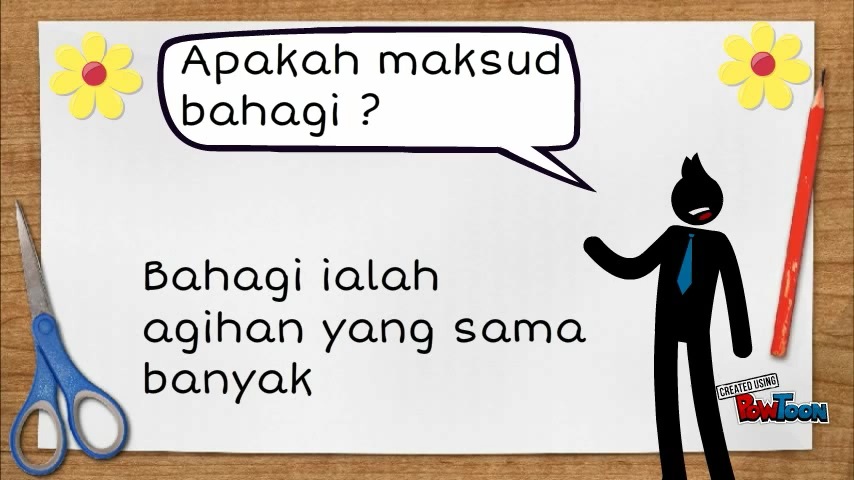 Apakah maksud
bahagi ?
Bahagi ialah
agihan yang sama
banyak
CREATED USING
POWTOON